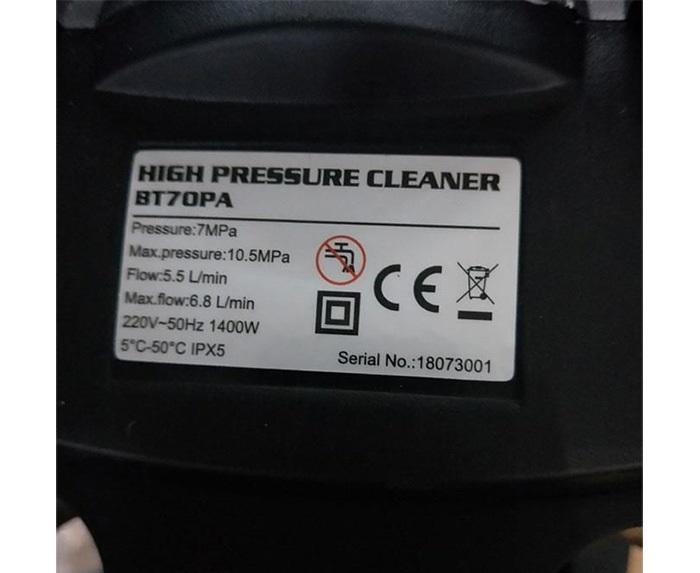 HIGH PRESSURE CLEANER
BT70PA
Pressure:7MPa
Max.pressure:10.5MPa
Flow:5.5 L/min
Max.flow:6.8 L/min
220V~50Hz 1400W
5°C-50°C IPX5
CE
Serial No.:18073001